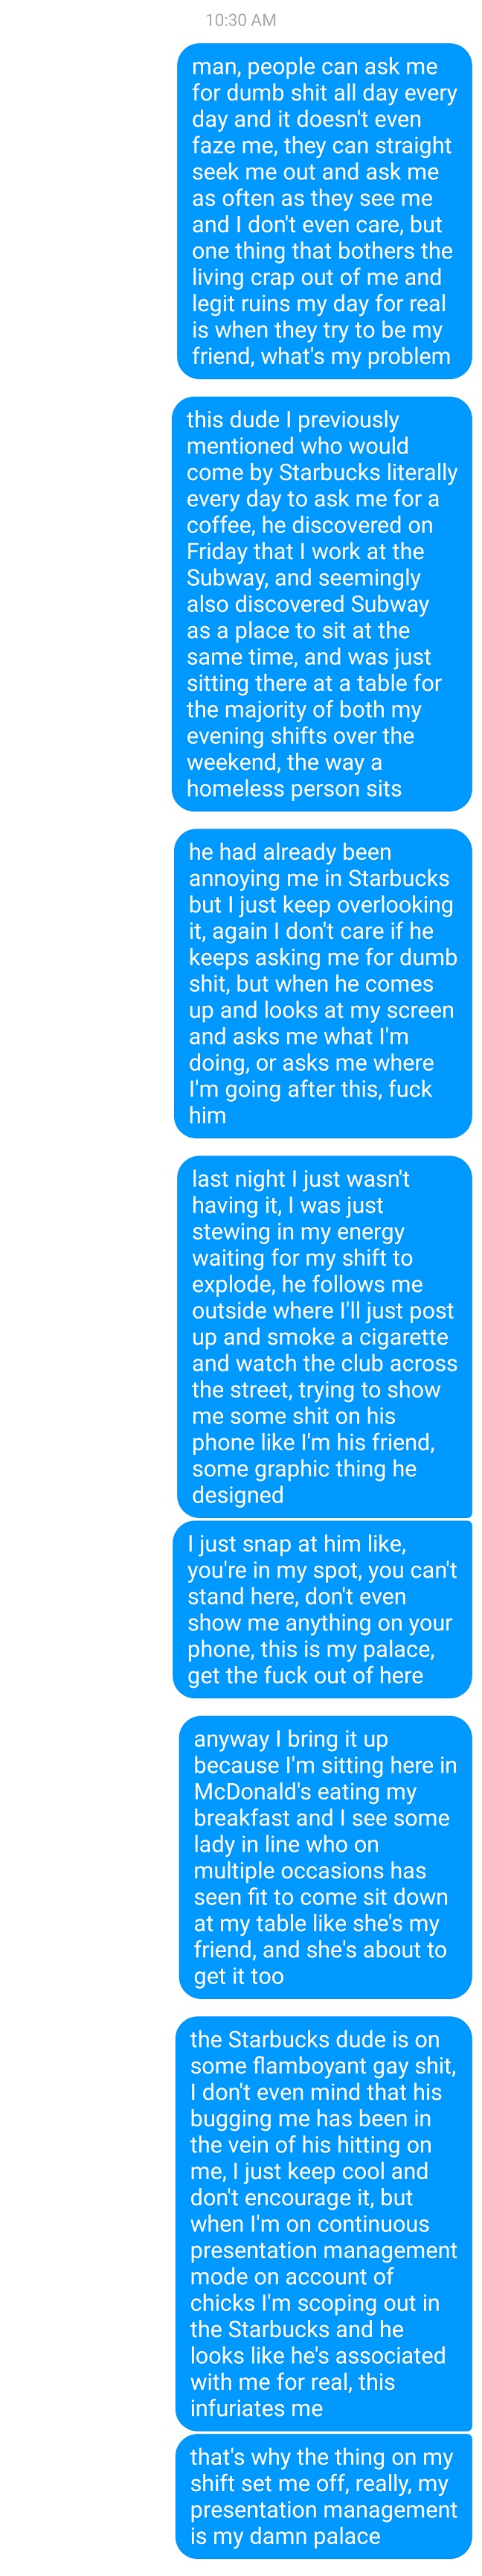 10:30 AM
man, people can ask me
for dumb shit all day every
day and it doesn't even
faze me, they can straight
seek me out and ask me
as often as they see me
and I don't even care, but
one thing that bothers the
living crap out of me and
legit ruins my day for real
is when they try to be my
friend, what's my problem
this dude I previously
mentioned who would
come by Starbucks literally
every day to ask me for a
coffee, he discovered on
Friday that I work at the
Subway, and seemingly
also discovered Subway
as a place to sit at the
same time, and was just
sitting there at a table for
the majority of both my
evening shifts over the
weekend, the way a
homeless person sits
he had already been
annoying me in Starbucks
but I just keep overlooking
it, again I don't care if he
keeps asking me for dumb
shit, but when he comes
up and looks at my screen
and asks me what I'm
doing, or asks me where
I'm going after this, fuck
him
last night I just wasn't
having it, I was just
stewing in my energy
waiting for my shift to
explode, he follows me
outside where I'll just post
up and smoke a cigarette
and watch the club across
the street, trying to show
me some shit on his
phone like I'm his friend,
some graphic thing he
designed
I just snap at him like,
you're in my spot, you can't
stand here, don't even
show me anything on your
phone, this is my palace,
get the fuck out of here
anyway I bring it up
because I'm sitting here in
McDonald's eating my
breakfast and I see some
lady in line who on
multiple occasions has
seen fit to come sit down
at my table like she's my
friend, and she's about to
get it too
the Starbucks dude is on
some flamboyant gay shit,
I don't even mind that his
bugging me has been in
the vein of his hitting on
me, I just keep cool and
don't encourage it, but
when I'm on continuous
presentation management
mode on account of
chicks I'm scoping out in
the Starbucks and he
looks like he's associated
with me for real, this
infuriates me
that's why the thing on my
shift set me off, really, my
presentation management
is my damn palace